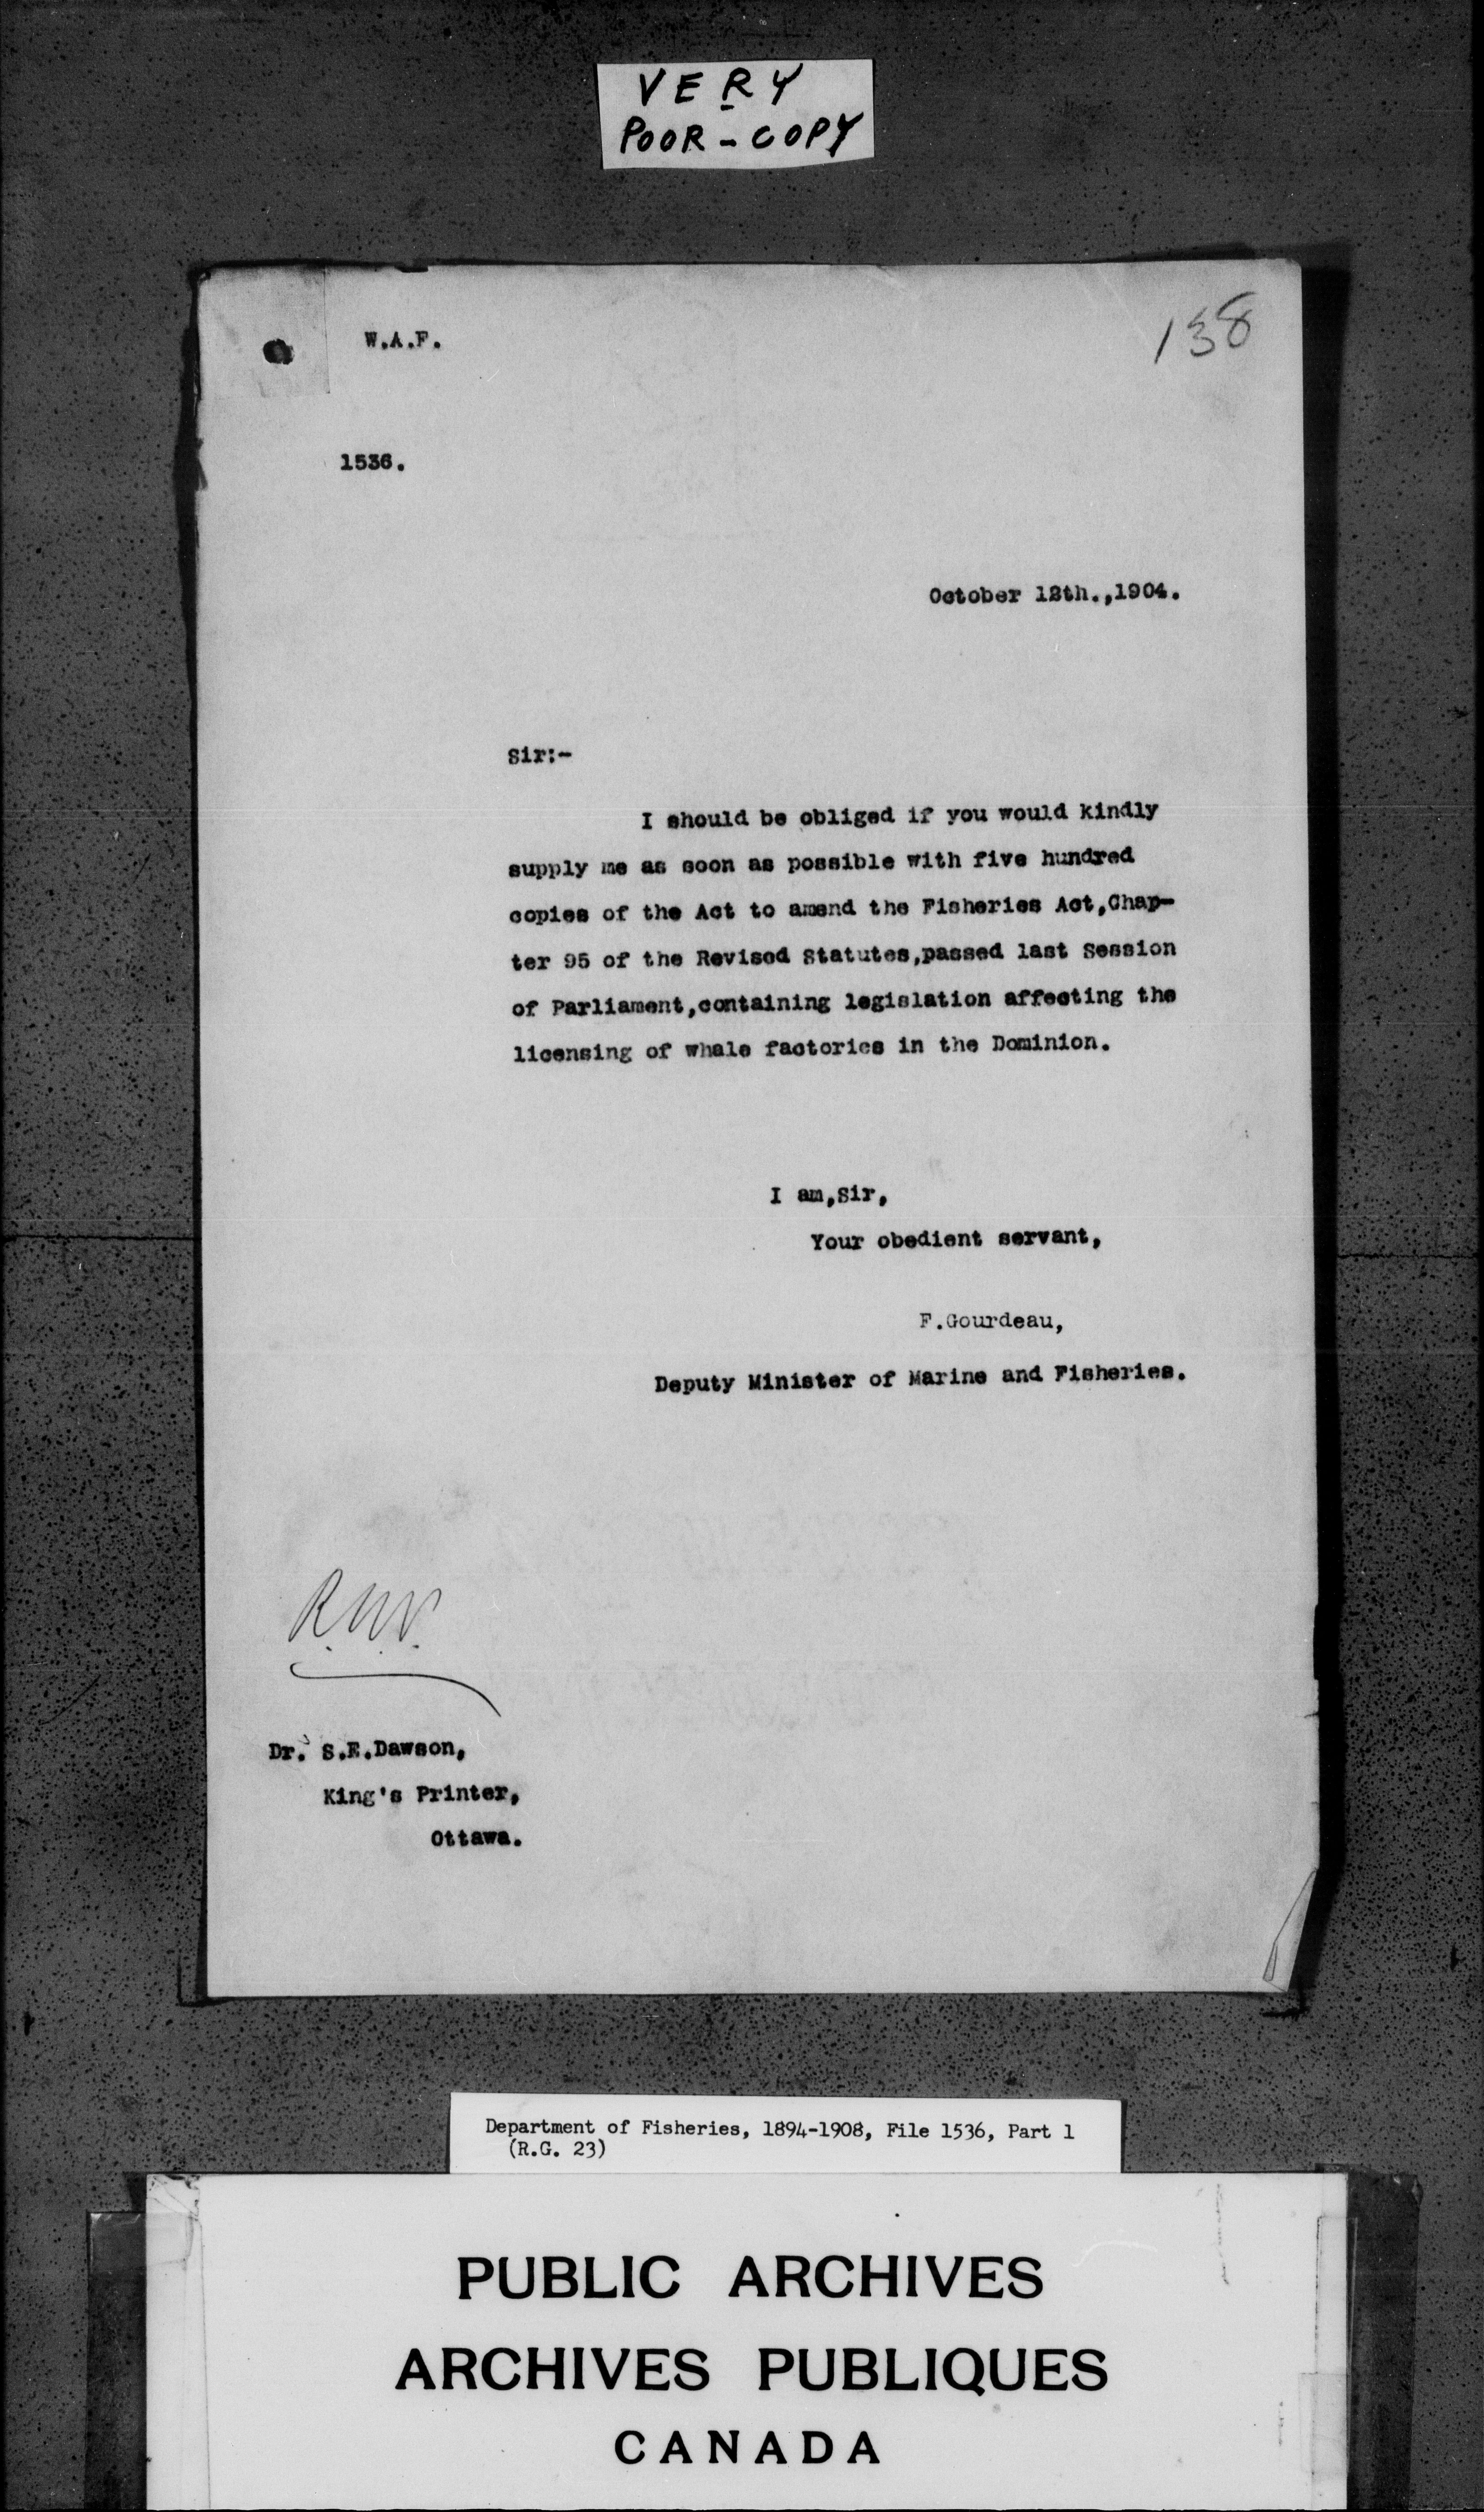 VERY
POOR-COPY
W.A.F.
138
1536.
October 12th.,1904.
Sir:-
I should be obliged if you would kindly
supply me as soon as possible with five hundred
copies of the Act to amend the Fisheries Act,Chap-
ter 95 of the Revised Statutes,passed last Session
of Parliament,containing legislation affecting the
licensing of whale factories in the Dominion.
I am,Sir,
Your obedient servant,
F.Gourdeau,
Deputy Minister of Marine and Fisheries.
Dr. S.E.Dawson,
King's Printer,
Ottawa.
Department of Fisheries, 1894-1908, File 1536, Part 1
(R.G. 23)
PUBLIC ARCHIVES
ARCHIVES PUBLIQUES
CANADA